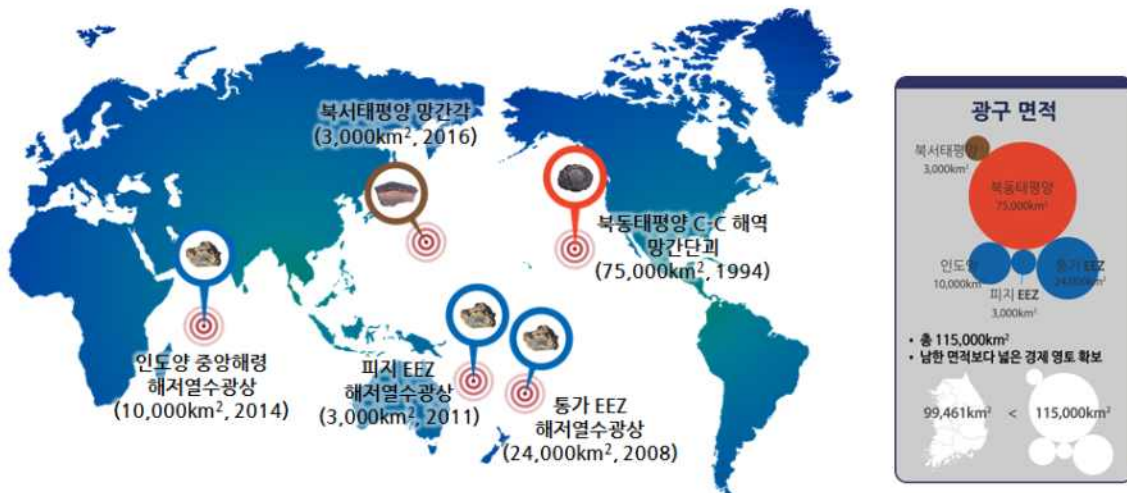 북서태평양 망간각
(3,000km², 2016)
북동태평양 C-C 해역
망간단괴
(75,000km², 1994)
인도양 중앙해령
해저열수광상
(10,000km², 2014)
피지 EEZ
해저열수광상
(3,000km², 2011)
통가 EEZ
해저열수광상
(24,000km², 2008)
광구 면적
북서태평양
3,000km²
북동태평양
75,000km²
인도양
10,000km²
피지 EEZ
3,000km²
통가 EEZ
24,000km²
• 총 115,000km²
• 남한 면적보다 넓은 경제 영토 확보
99,461km² < 115,000km²